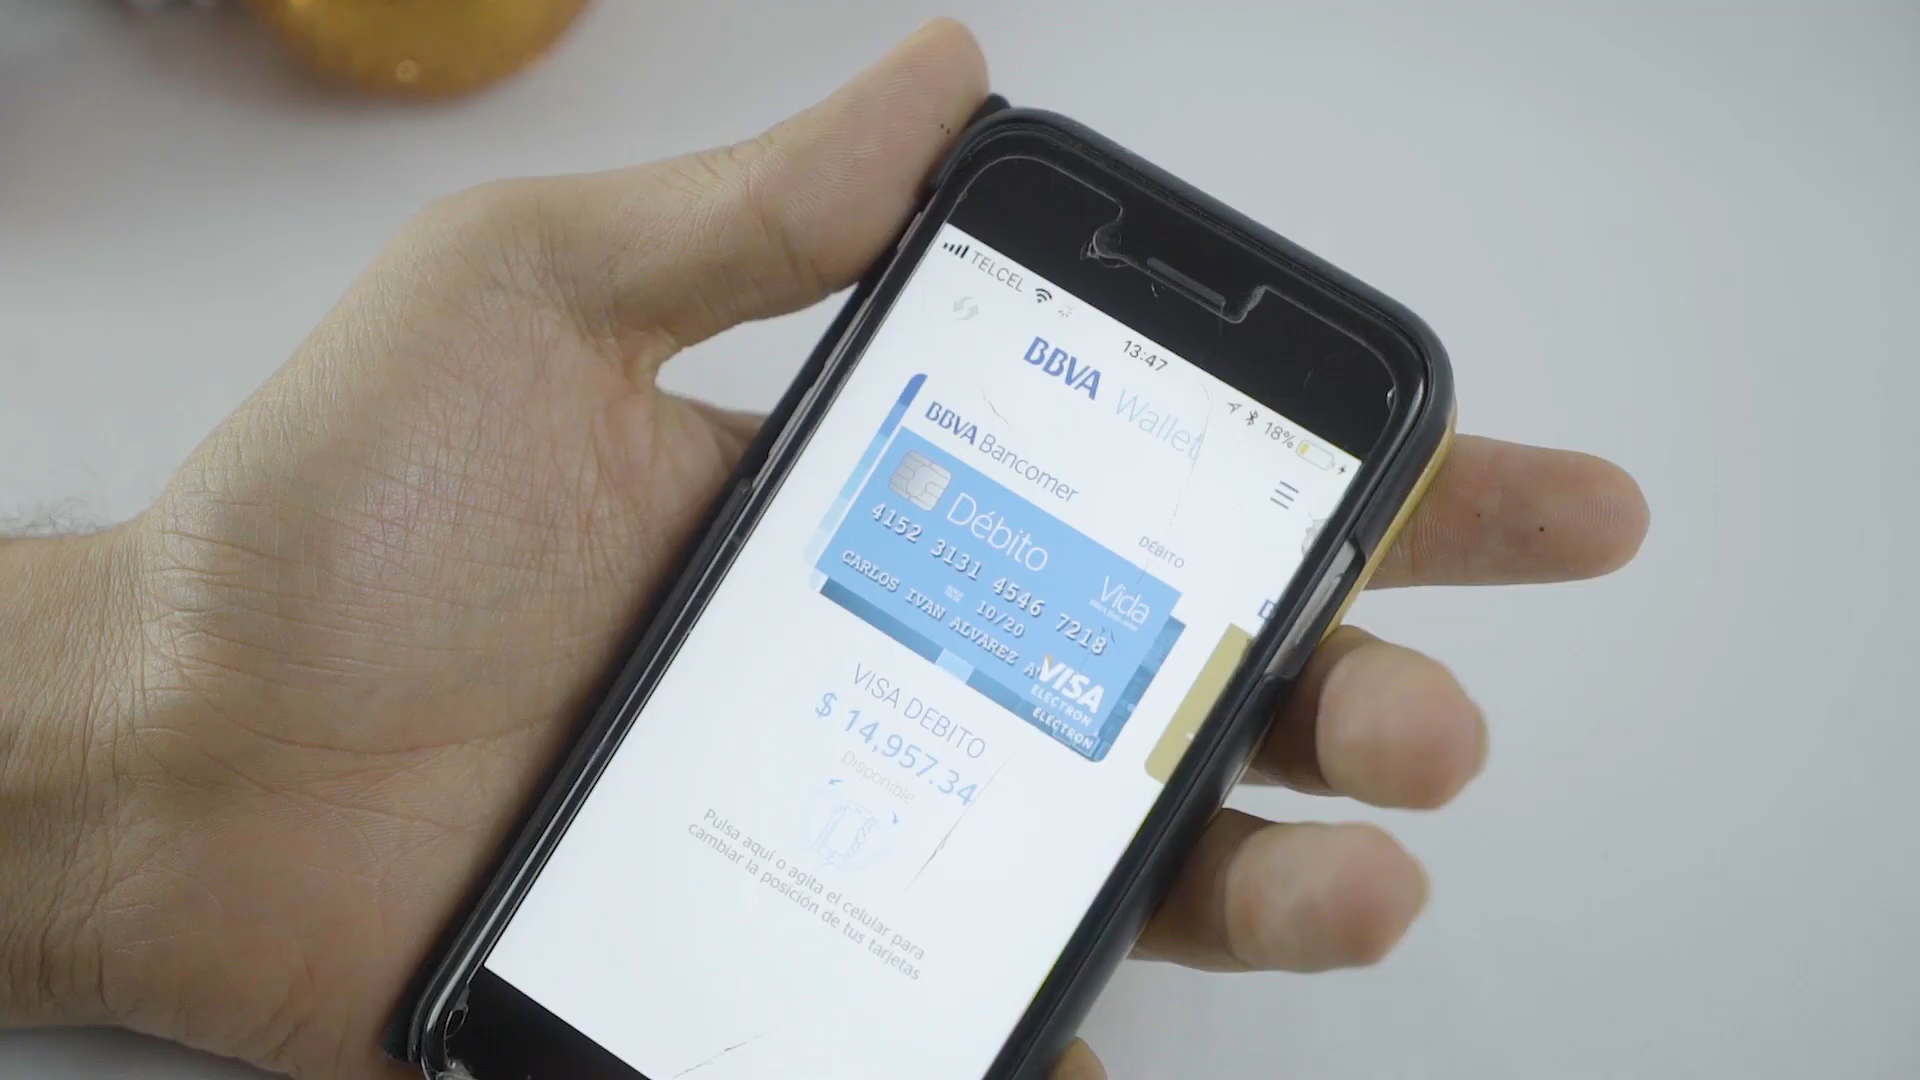 TELCEL
13:47
18%
BBVA Wallet
BBVA Bancomer
DÉBITO
Débito
Vida
4152 3131 4546 7218
10/20
CARLOS IVAN ALVAREZ
VISA
ELECTRON
ELECTRON
VISA DEBITO
$ 14,957.34
Disponible
Pulsa aquí o agita el celular para
cambiar la posición de tus tarjetas